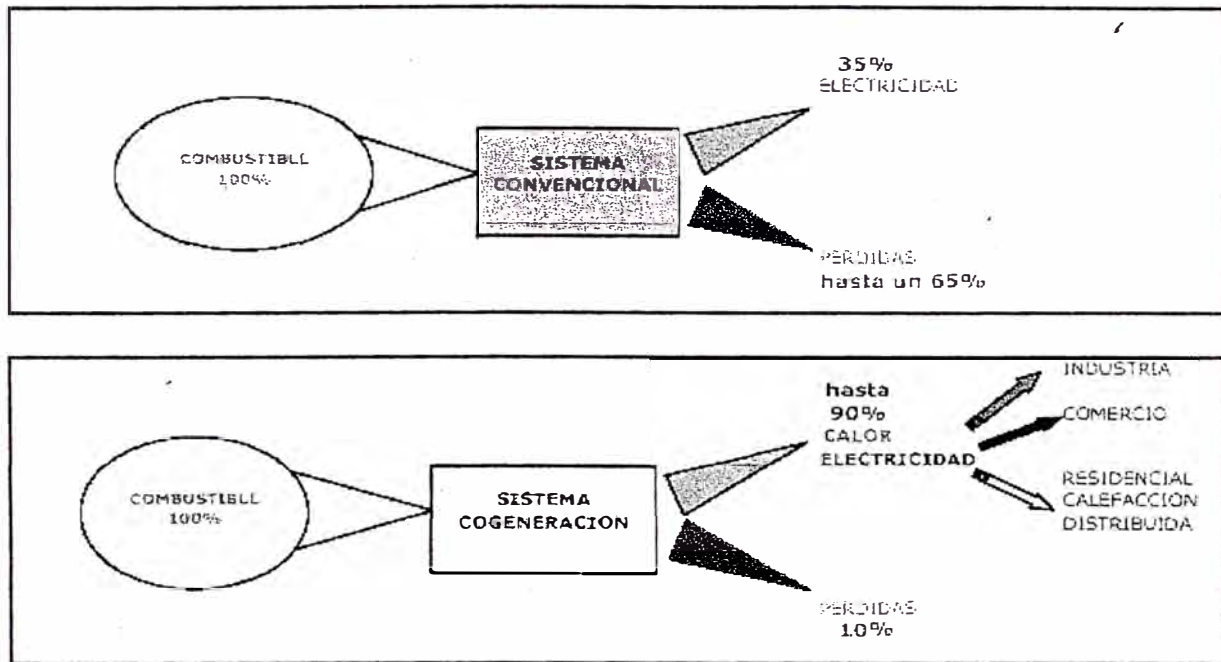 35%
ELECTRICIDAD
COMBUSTIBLE
100%
SISTEMA
CONVENCIONAL
PERDIDAS
hasta un 65%
hasta
90%
CALOR
ELECTRICIDAD
INDUSTRIA
COMERCIO
RESIDENCIAL
CALEFACCION
DISTRIBUIDA
COMBUSTIBLE
100%
SISTEMA
COGENERACION
PERDIDAS
10%